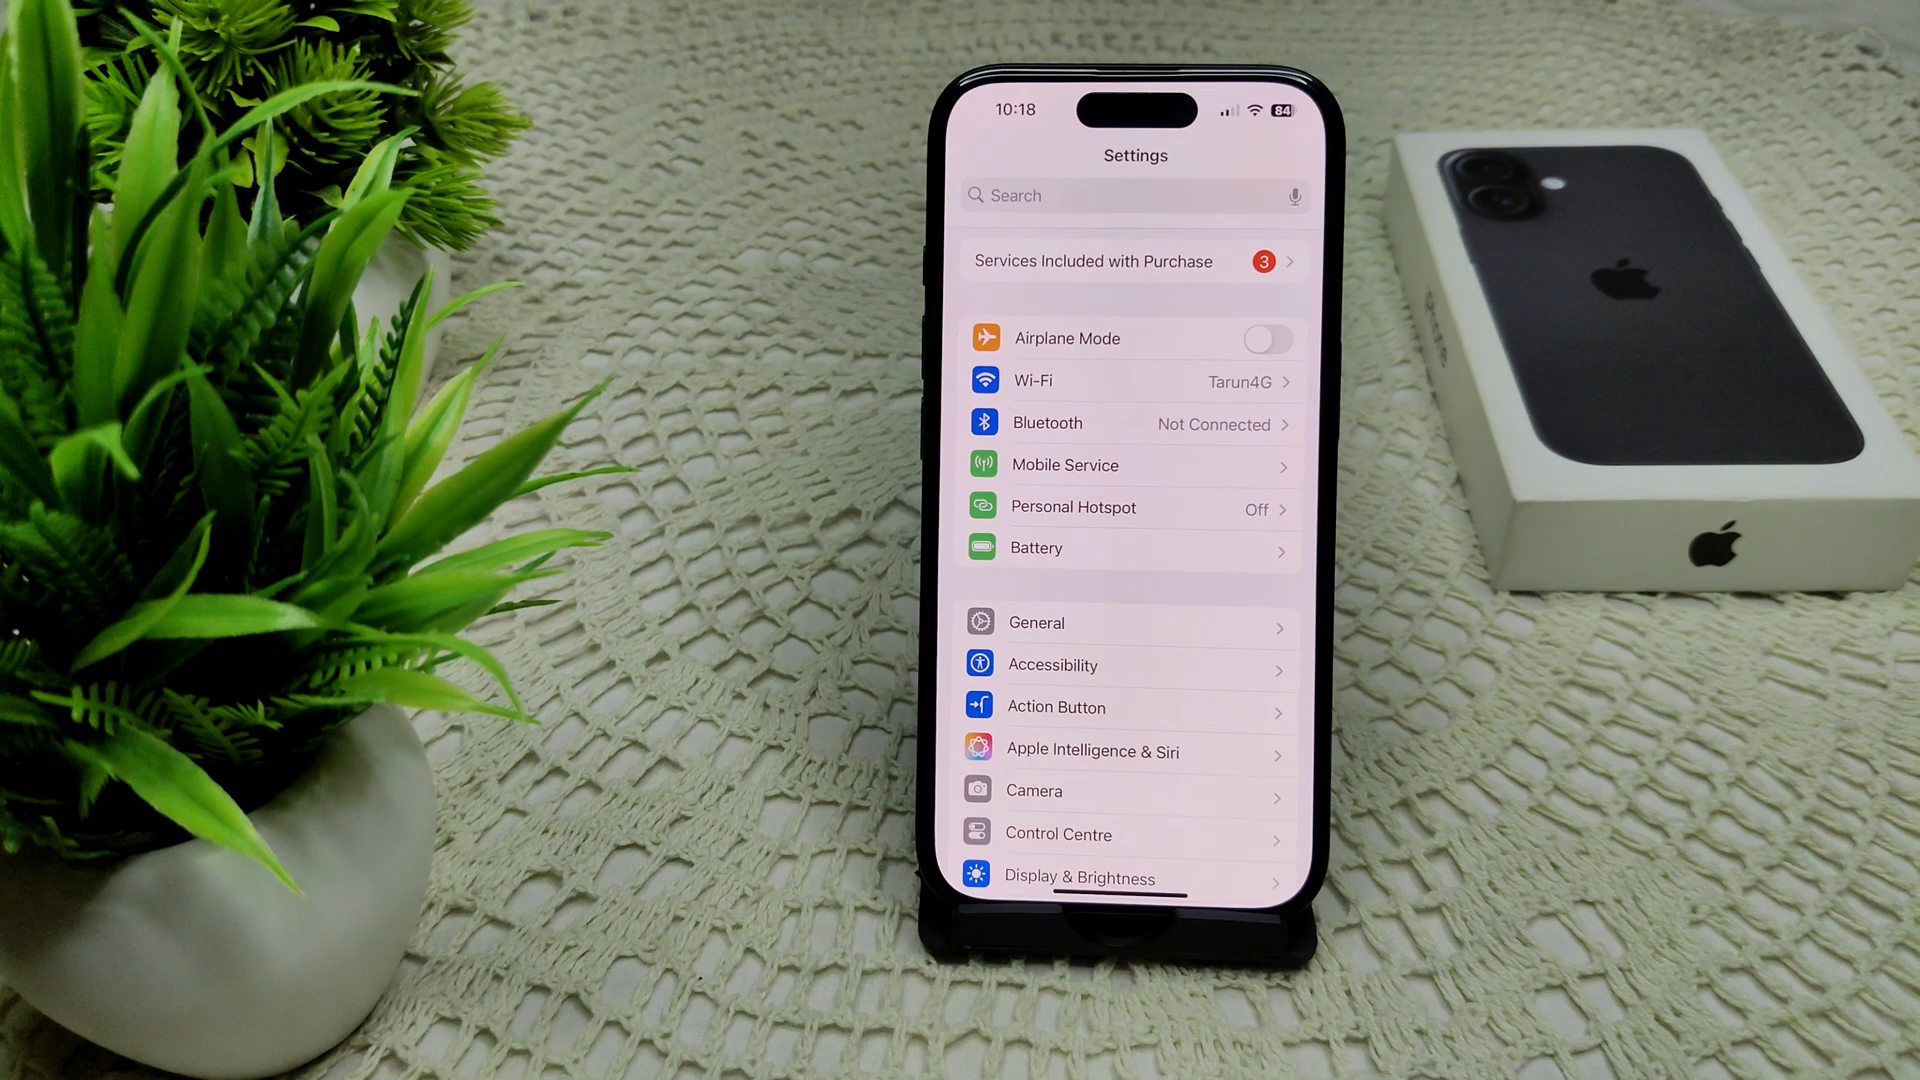 10:18
84
Settings
Search
Services Included with Purchase 3
Airplane Mode
Wi-Fi Tarun4G
Bluetooth Not Connected
Mobile Service
Personal Hotspot Off
Battery
General
Accessibility
Action Button
Apple Intelligence & Siri
Camera
Control Centre
Display & Brightness
iPhone